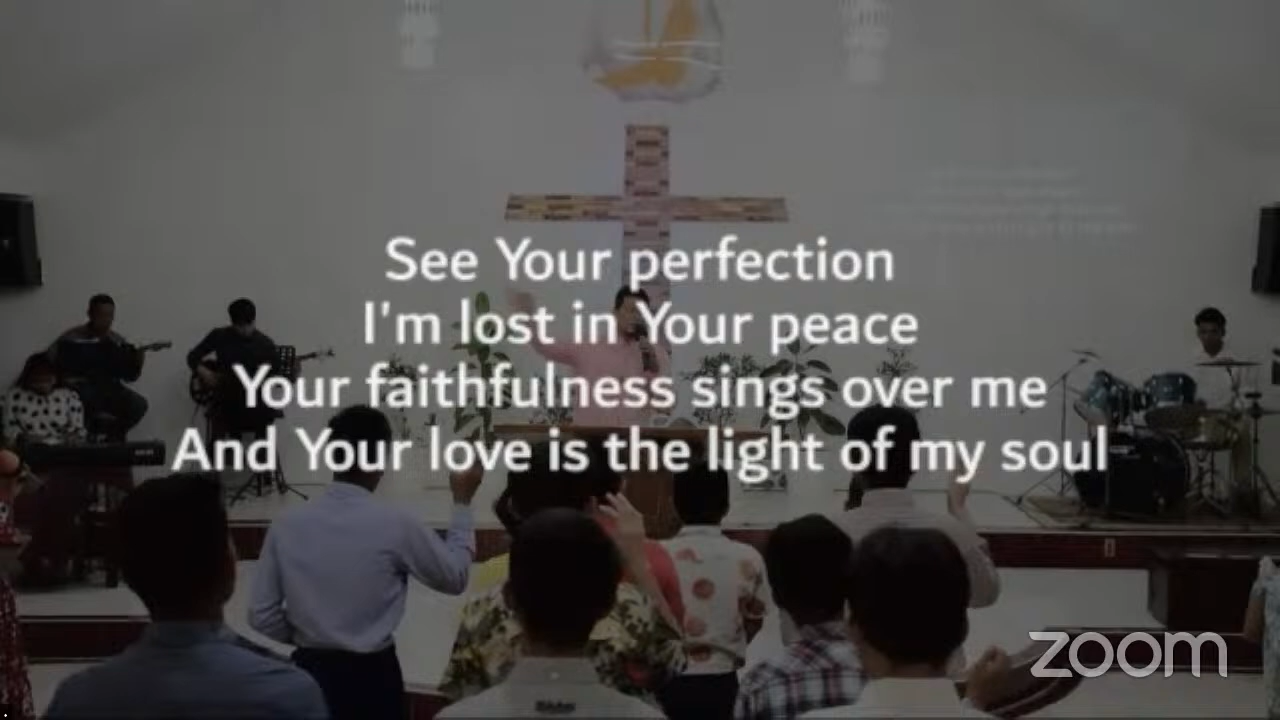 See Your perfection
I'm lost in Your peace
Your faithfulness sings over me
And Your love is the light of my soul
zoom